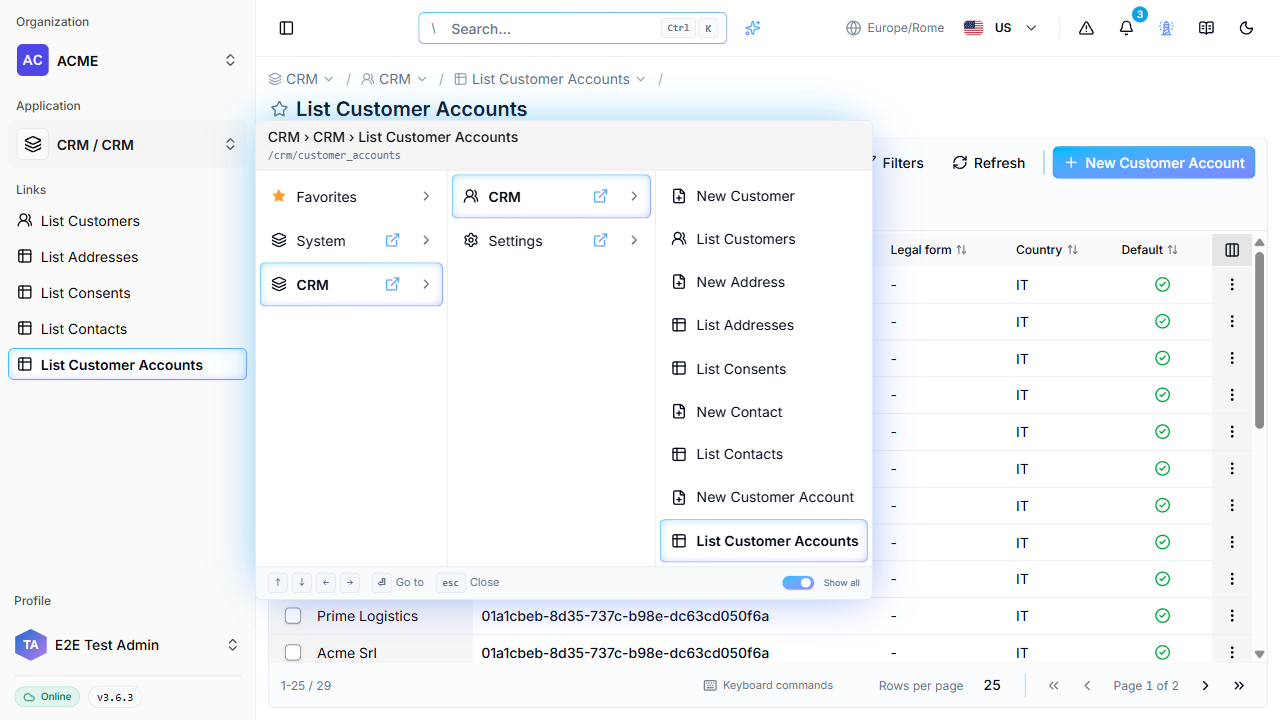 Organization
AC ACME
Application
CRM / CRM
Links
List Customers
List Addresses
List Consents
List Contacts
List Customer Accounts
Profile
TA E2E Test Admin
Online v3.6.3
\ Search... Ctrl K
Europe/Rome US 3
CRM / CRM / List Customer Accounts /
List Customer Accounts
CRM › CRM › List Customer Accounts
/crm/customer_accounts
Filters Refresh New Customer Account
Favorites
System
CRM
CRM
Settings
New Customer
List Customers
New Address
List Addresses
List Consents
New Contact
List Contacts
New Customer Account
List Customer Accounts
↑ ↓ ← → Go to esc Close Show all
Legal form Country Default
- IT
- IT
- IT
- IT
- IT
- IT
- IT
- IT
- IT
Prime Logistics 01a1cbeb-8d35-737c-b98e-dc63cd050f6a - IT
Acme Srl 01a1cbeb-8d35-737c-b98e-dc63cd050f6a - IT
1-25 / 29 Keyboard commands Rows per page 25 Page 1 of 2